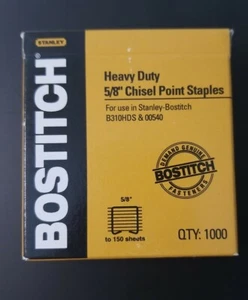 STANLEY
BOSTITCH
Heavy Duty
5/8" Chisel Point Staples
For use in Stanley-Bostitch
B310HDS & 00540
DEMAND GENUINE
BOSTITCH
FASTENERS
5/8"
to 150 sheets
QTY: 1000